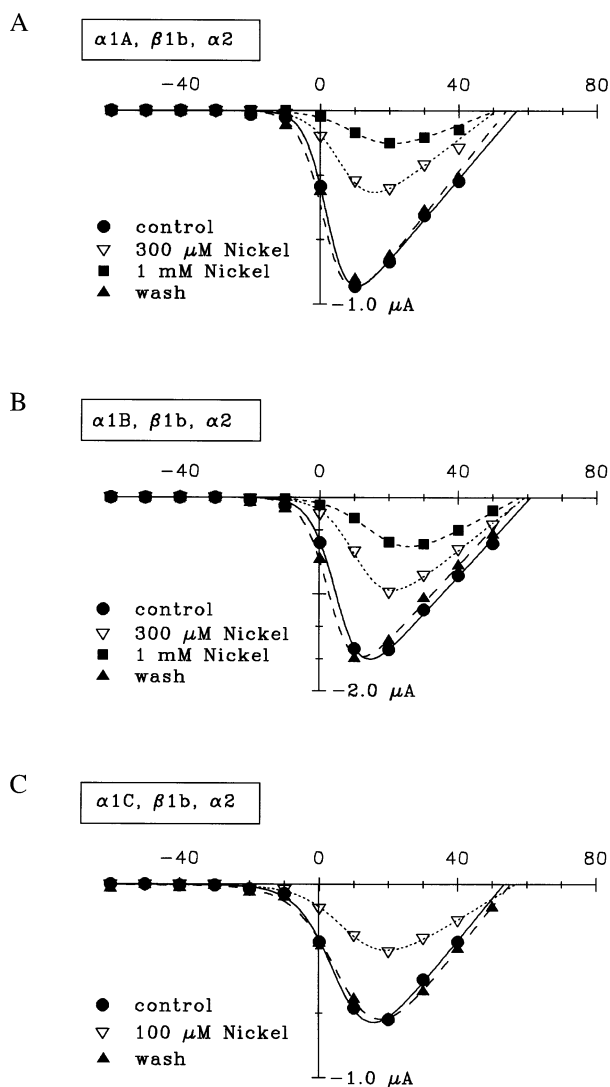 A
α1A, β1b, α2
−40 0 40 80
control
300 μM Nickel
1 mM Nickel
wash
−1.0 μA
B
α1B, β1b, α2
−40 0 40 80
control
300 μM Nickel
1 mM Nickel
wash
−2.0 μA
C
α1C, β1b, α2
−40 0 40 80
control
100 μM Nickel
wash
−1.0 μA